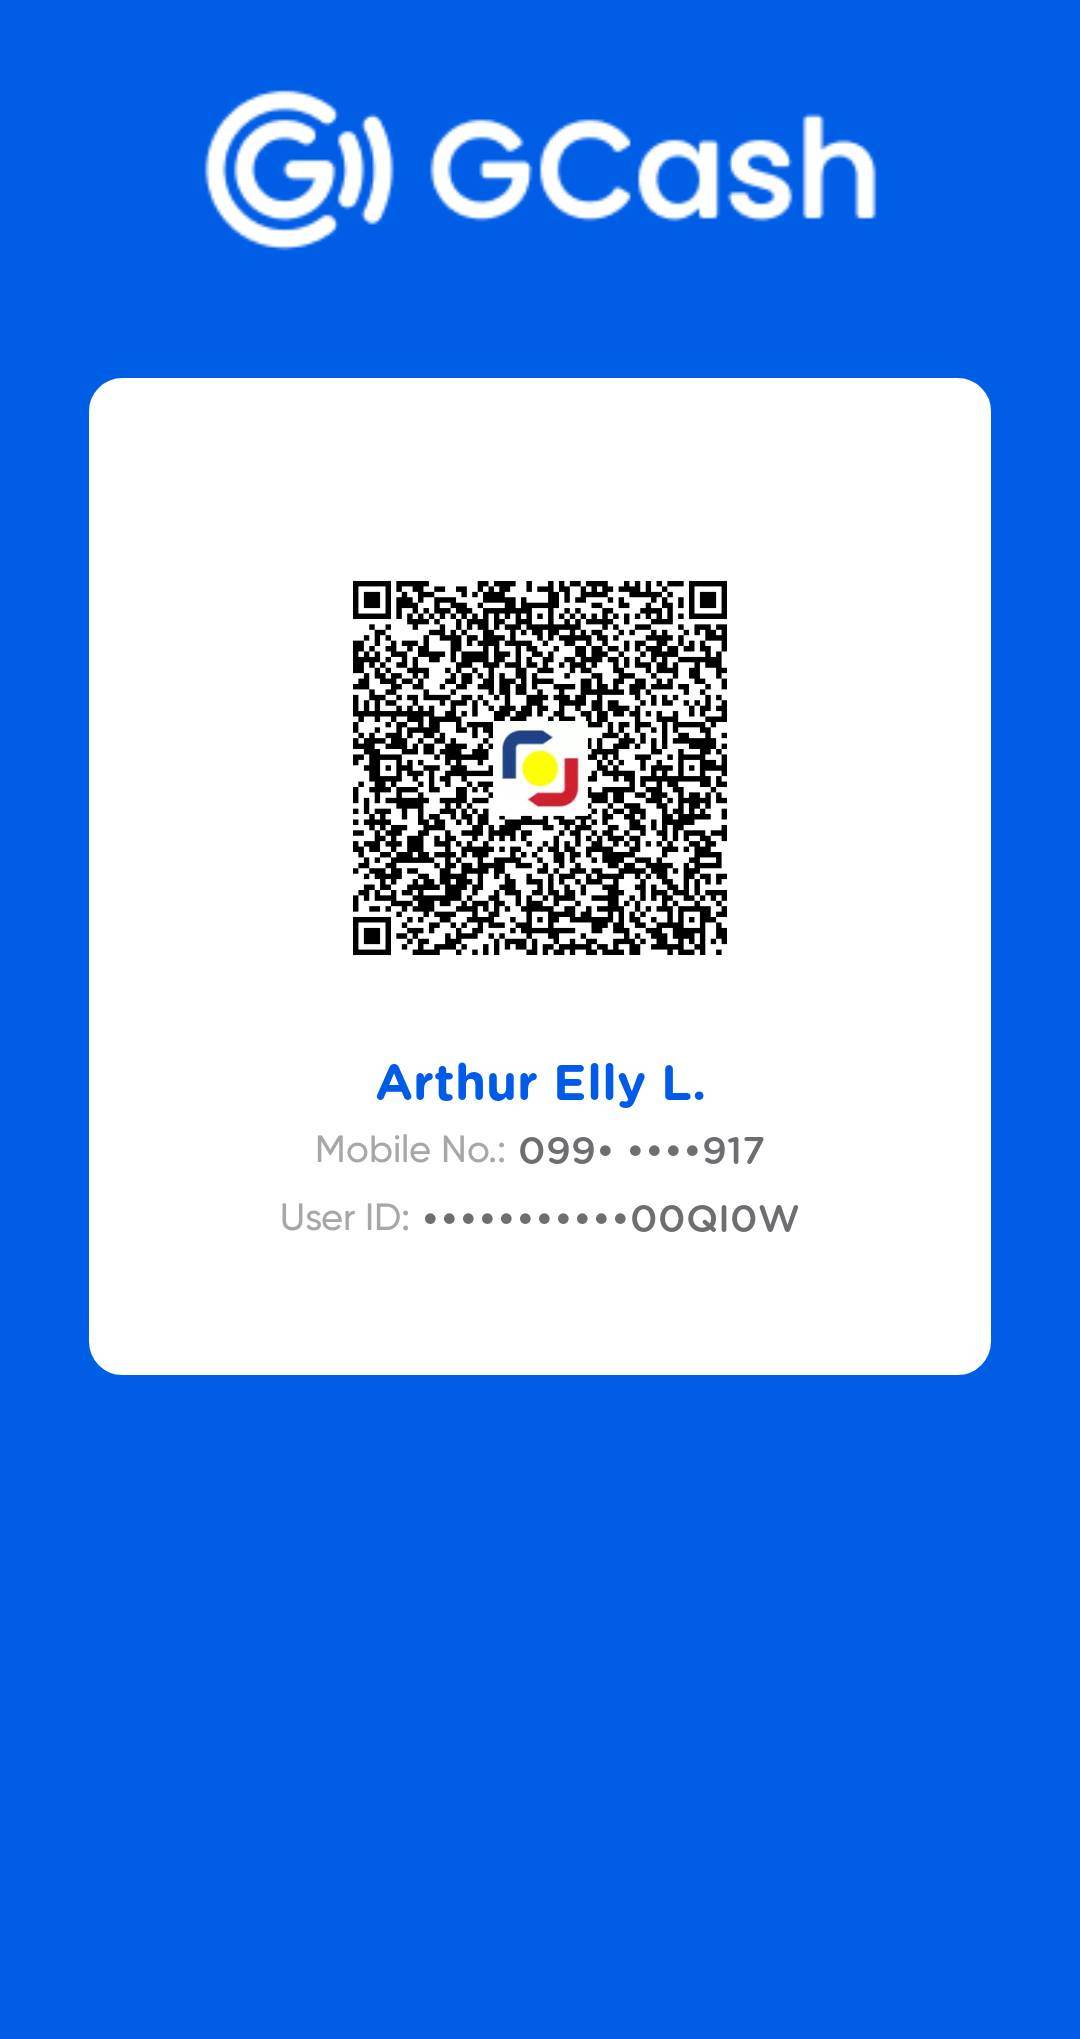 GCash
Arthur Elly L.
Mobile No.: 099• ••••917
User ID: •••••••••••00QI0W